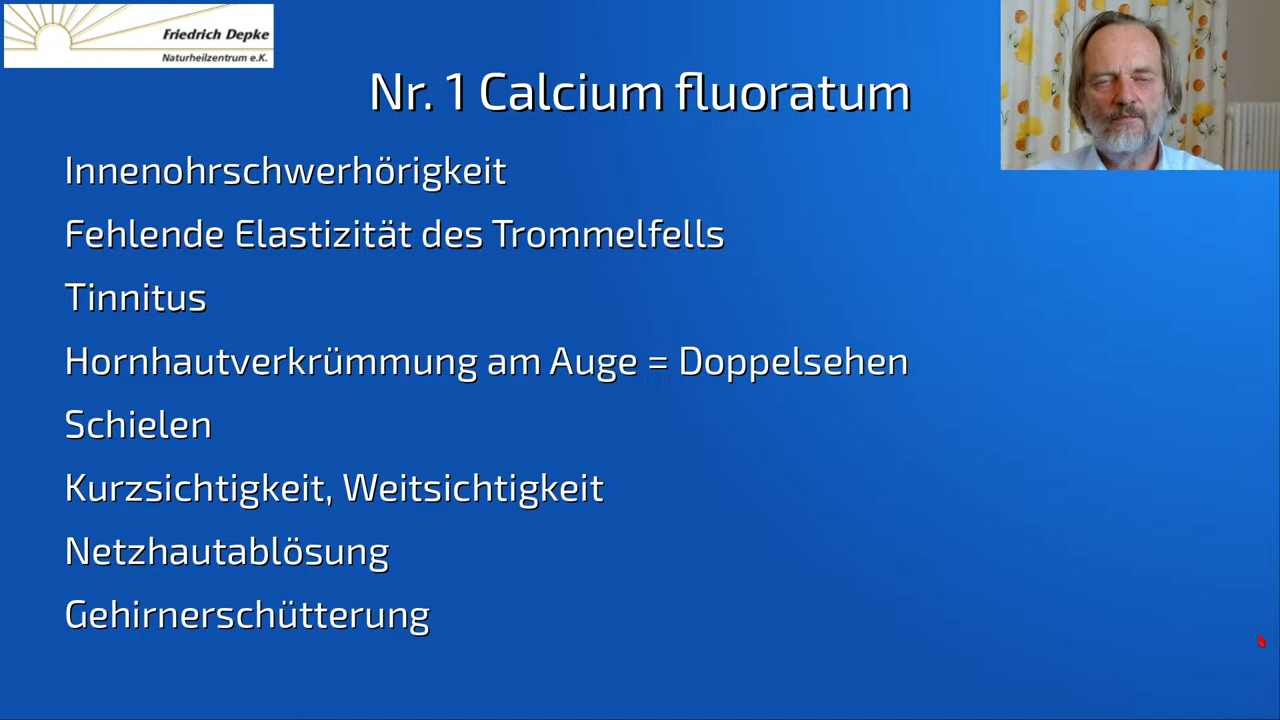 Friedrich Depke
Naturheilzentrum e.K.
Nr. 1 Calcium fluoratum
Innenohrschwerhörigkeit
Fehlende Elastizität des Trommelfells
Tinnitus
Hornhautverkrümmung am Auge = Doppelsehen
Schielen
Kurzsichtigkeit, Weitsichtigkeit
Netzhautablösung
Gehirnerschütterung